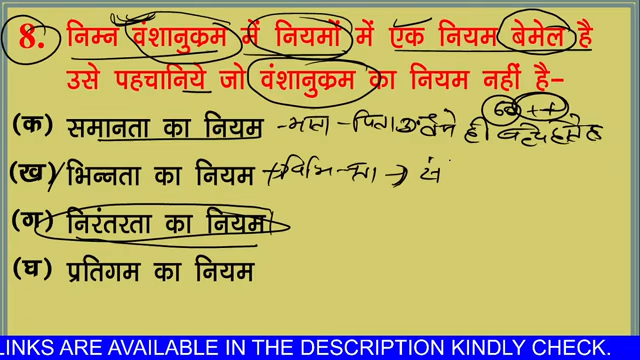 8. निम्न वंशानुक्रम में नियमों में एक नियम बेमेल है
उसे पहचानिये जो वंशानुक्रम का नियम नहीं है–
(क) समानता का नियम - माता - पिता ही
(ख) भिन्नता का नियम
(ग) निरंतरता का नियम
(घ) प्रतिगम का नियम
LINKS ARE AVAILABLE IN THE DESCRIPTION KINDLY CHECK.